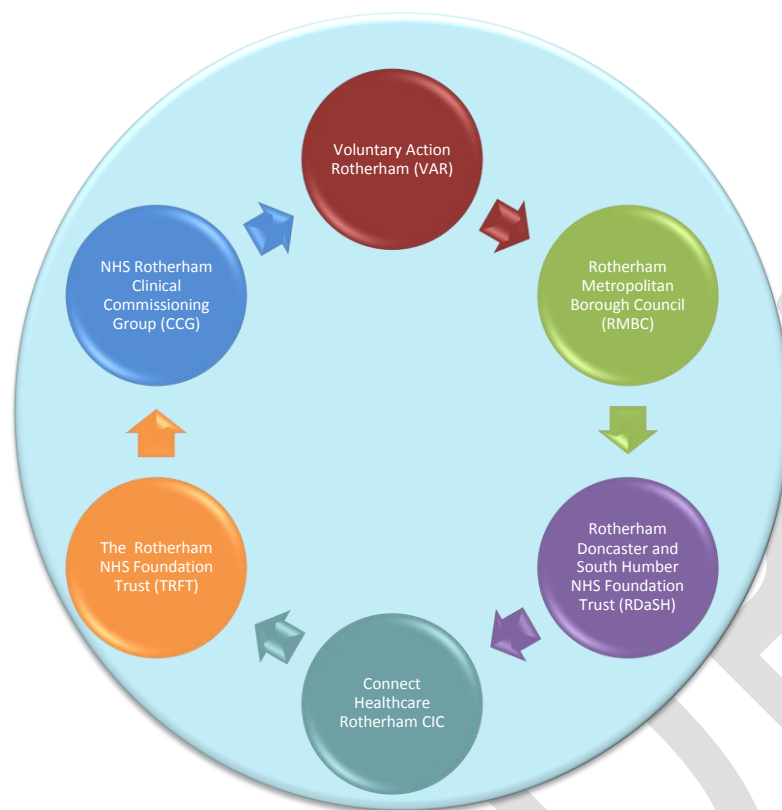 Voluntary Action
Rotherham (VAR)
Rotherham
Metropolitan
Borough Council
(RMBC)
Rotherham
Doncaster and
South Humber
NHS Foundation
Trust (RDaSH)
Connect
Healthcare
Rotherham CIC
The Rotherham
NHS Foundation
Trust (TRFT)
NHS Rotherham
Clinical
Commissioning
Group (CCG)